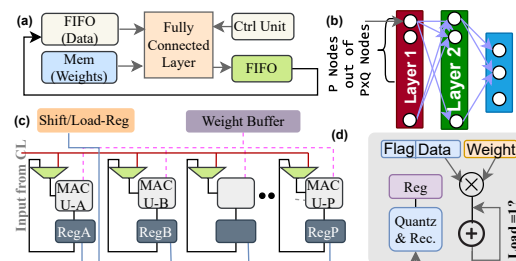 (a)
FIFO
(Data)
Mem
(Weights)
Fully
Connected
Layer
Ctrl Unit
FIFO
(b)
P Nodes
out of
PxQ Nodes
Layer 1
Layer 2
(c)
Shift/Load-Reg
Weight Buffer
Input from GL
MAC
U-A
MAC
U-B
MAC
U-P
RegA
RegB
RegP
(d)
Flag Data
Weight
Reg
Quantz
& Rec.
Load =1?